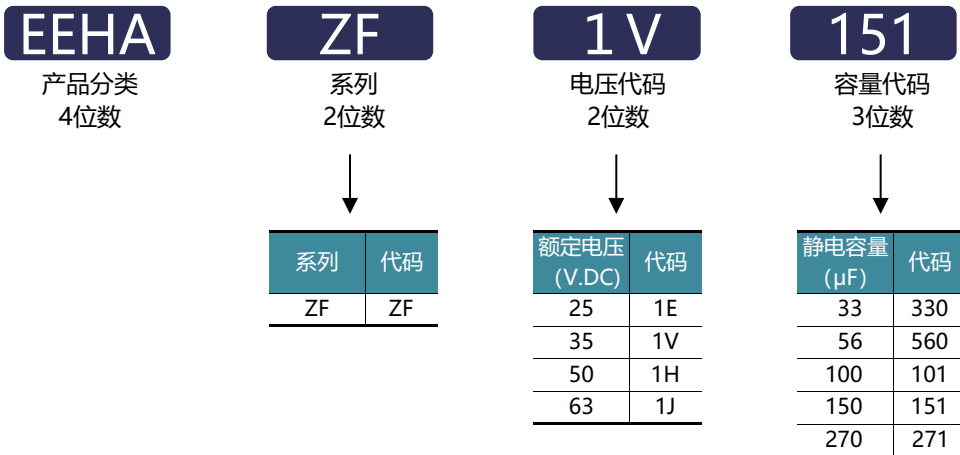 EEHA ZF 1V 151
产品分类 系列 电压代码 容量代码
4位数 2位数 2位数 3位数
系列 代码
ZF ZF
额定电压
(V.DC) 代码
25 1E
35 1V
50 1H
63 1J
静电容量
(μF) 代码
33 330
56 560
100 101
150 151
270 271